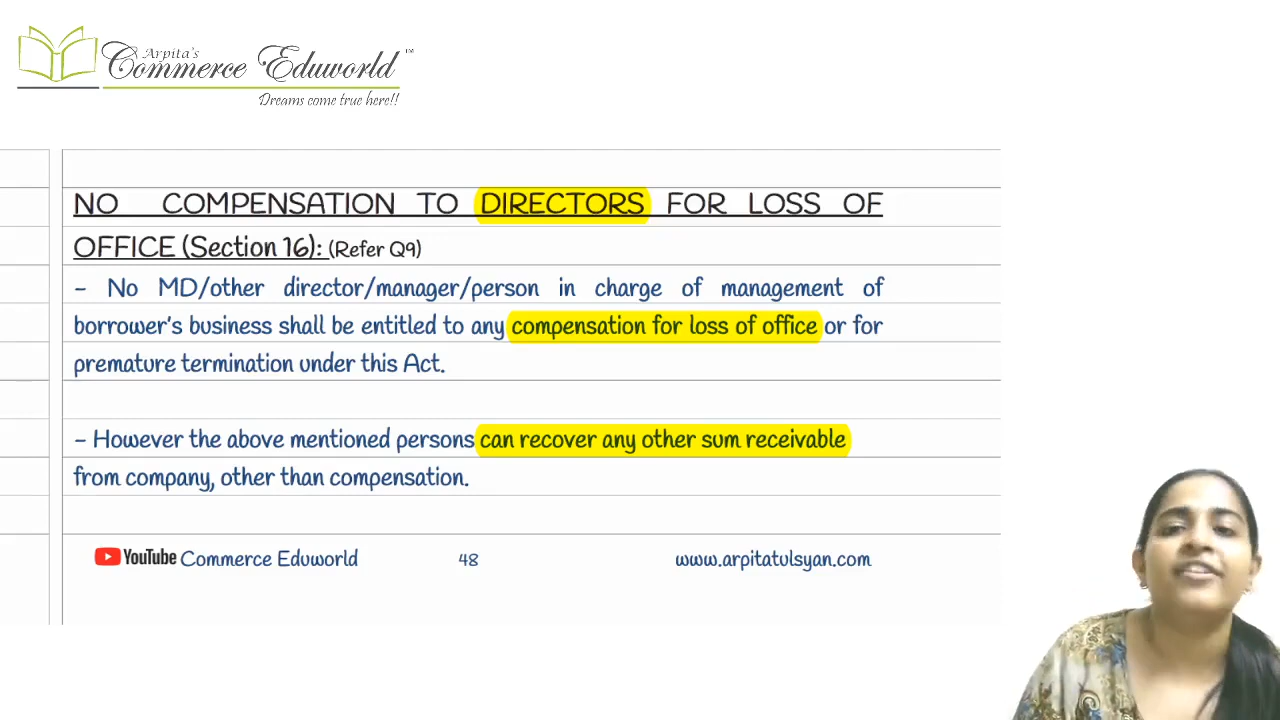 Arpita's
Commerce Eduworld™
Dreams come true here!!
NO COMPENSATION TO DIRECTORS FOR LOSS OF
OFFICE (Section 16): (Refer Q9)
- No MD/other director/manager/person in charge of management of
borrower's business shall be entitled to any compensation for loss of office or for
premature termination under this Act.
- However the above mentioned persons can recover any other sum receivable
from company, other than compensation.
YouTube Commerce Eduworld 48 www.arpitatulsyan.com